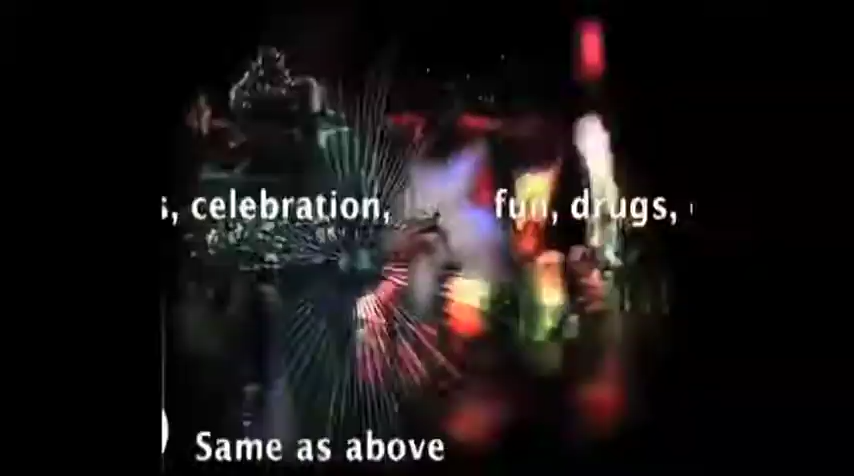 s, celebration, fun, drugs,
Same as above